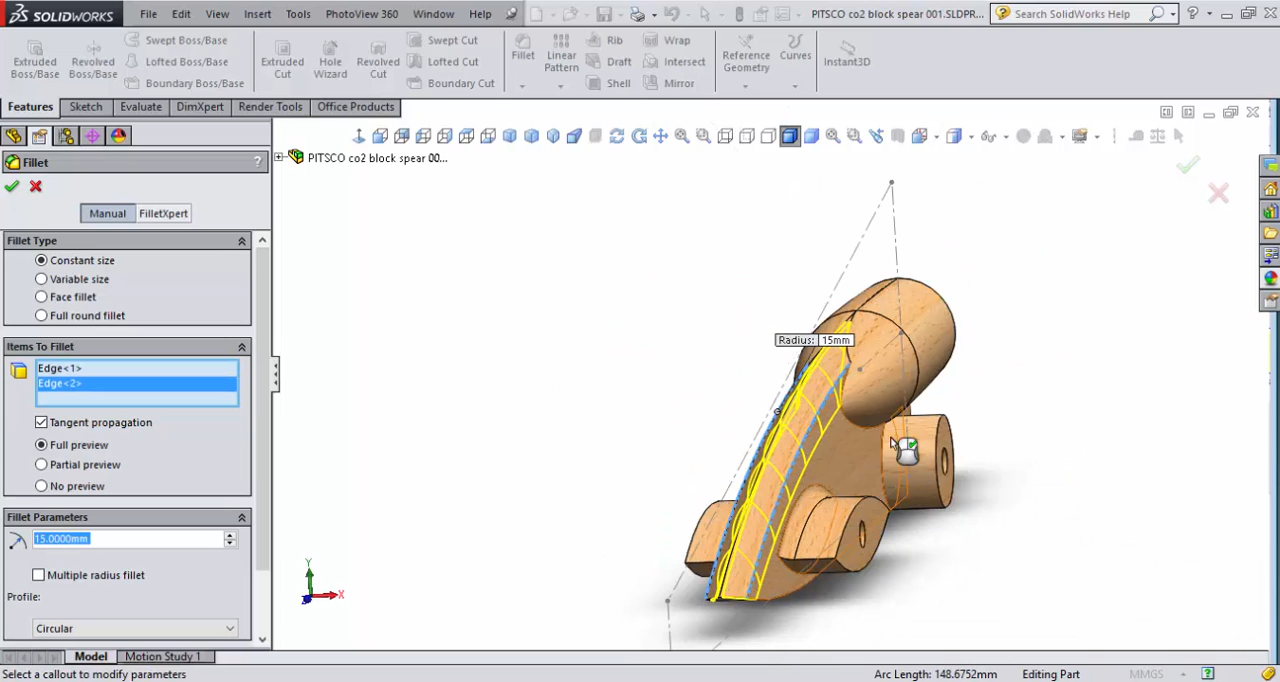 SOLIDWORKS File Edit View Insert Tools PhotoView 360 Window Help PITSCO co2 block spear 001.SLDPR... Search SolidWorks Help
Extruded Boss/Base
Revolved Boss/Base
Swept Boss/Base
Lofted Boss/Base
Boundary Boss/Base
Extruded Cut
Hole Wizard
Revolved Cut
Swept Cut
Lofted Cut
Boundary Cut
Fillet
Linear Pattern
Rib
Draft
Shell
Wrap
Intersect
Mirror
Reference Geometry
Curves
Instant3D
Features Sketch Evaluate DimXpert Render Tools Office Products
PITSCO co2 block spear 00...
Fillet ?
Manual FilletXpert
Fillet Type
Constant size
Variable size
Face fillet
Full round fillet
Items To Fillet
Edge<1>
Edge<2>
Tangent propagation
Full preview
Partial preview
No preview
Fillet Parameters
15.0000mm
Multiple radius fillet
Profile:
Circular
Radius: 15mm
Y
X
Model Motion Study 1
Select a callout to modify parameters Arc Length: 148.6752mm Editing Part MMGS ?